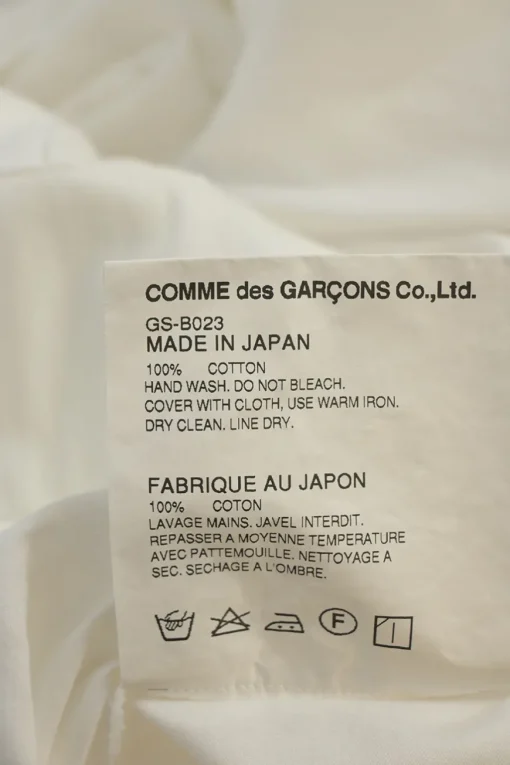 COMME des GARÇONS Co.,Ltd.
GS-B023
MADE IN JAPAN
100% COTTON
HAND WASH. DO NOT BLEACH.
COVER WITH CLOTH, USE WARM IRON.
DRY CLEAN. LINE DRY.
FABRIQUE AU JAPON
100% COTON
LAVAGE MAINS. JAVEL INTERDIT.
REPASSER A MOYENNE TEMPERATURE
AVEC PATTEMOUILLE. NETTOYAGE A
SEC. SECHAGE A L'OMBRE.
F